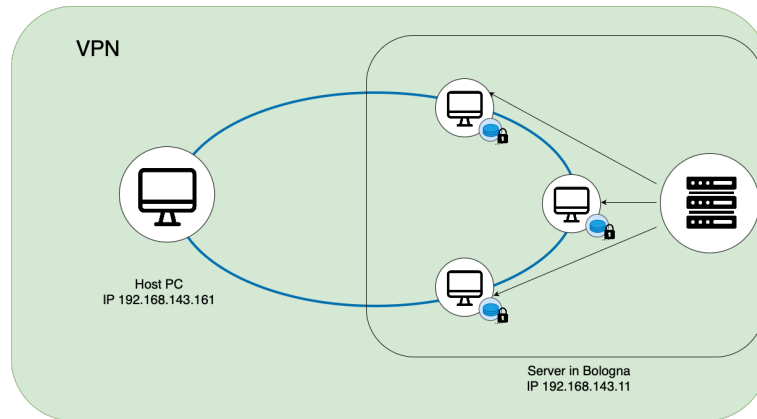 VPN
Host PC
IP 192.168.143.161
Server in Bologna
IP 192.168.143.11